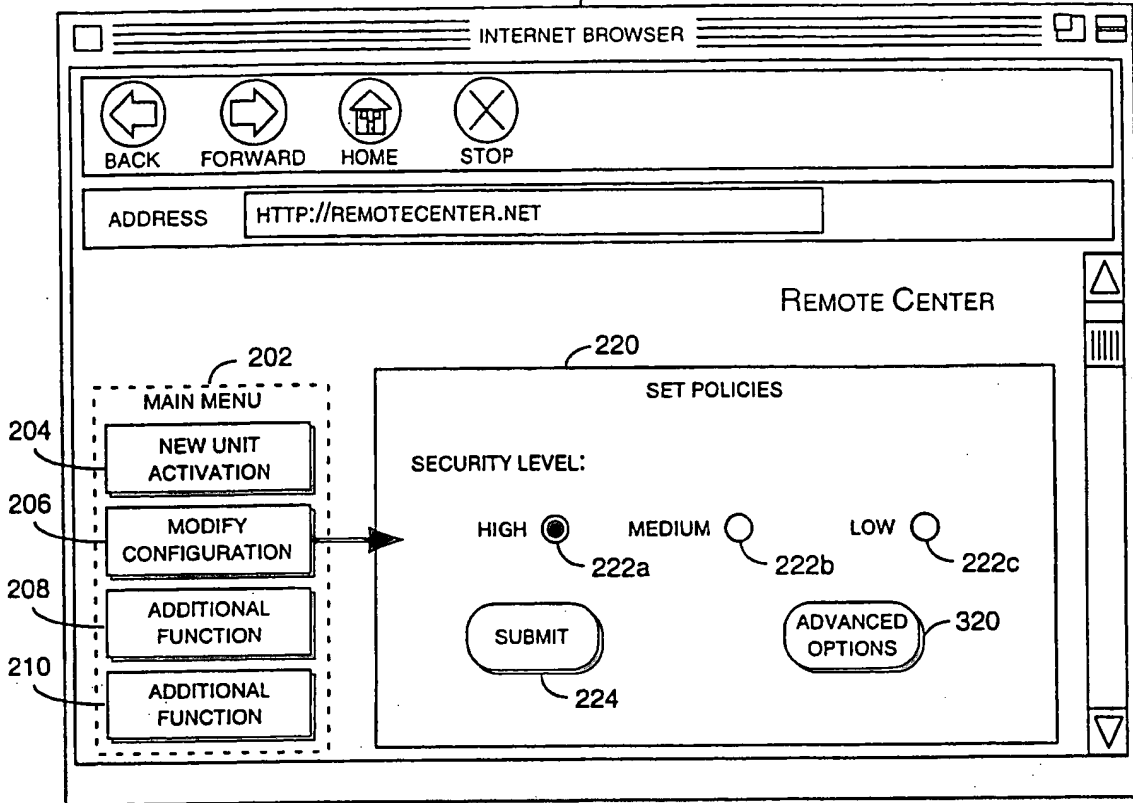 INTERNET BROWSER
BACK FORWARD HOME STOP
ADDRESS HTTP://REMOTECENTER.NET
REMOTE CENTER
202
220
MAIN MENU
SET POLICIES
204
NEW UNIT
ACTIVATION
SECURITY LEVEL:
206
MODIFY
CONFIGURATION
HIGH MEDIUM LOW
222a 222b 222c
208
ADDITIONAL
FUNCTION
SUBMIT
ADVANCED
OPTIONS
320
224
210
ADDITIONAL
FUNCTION